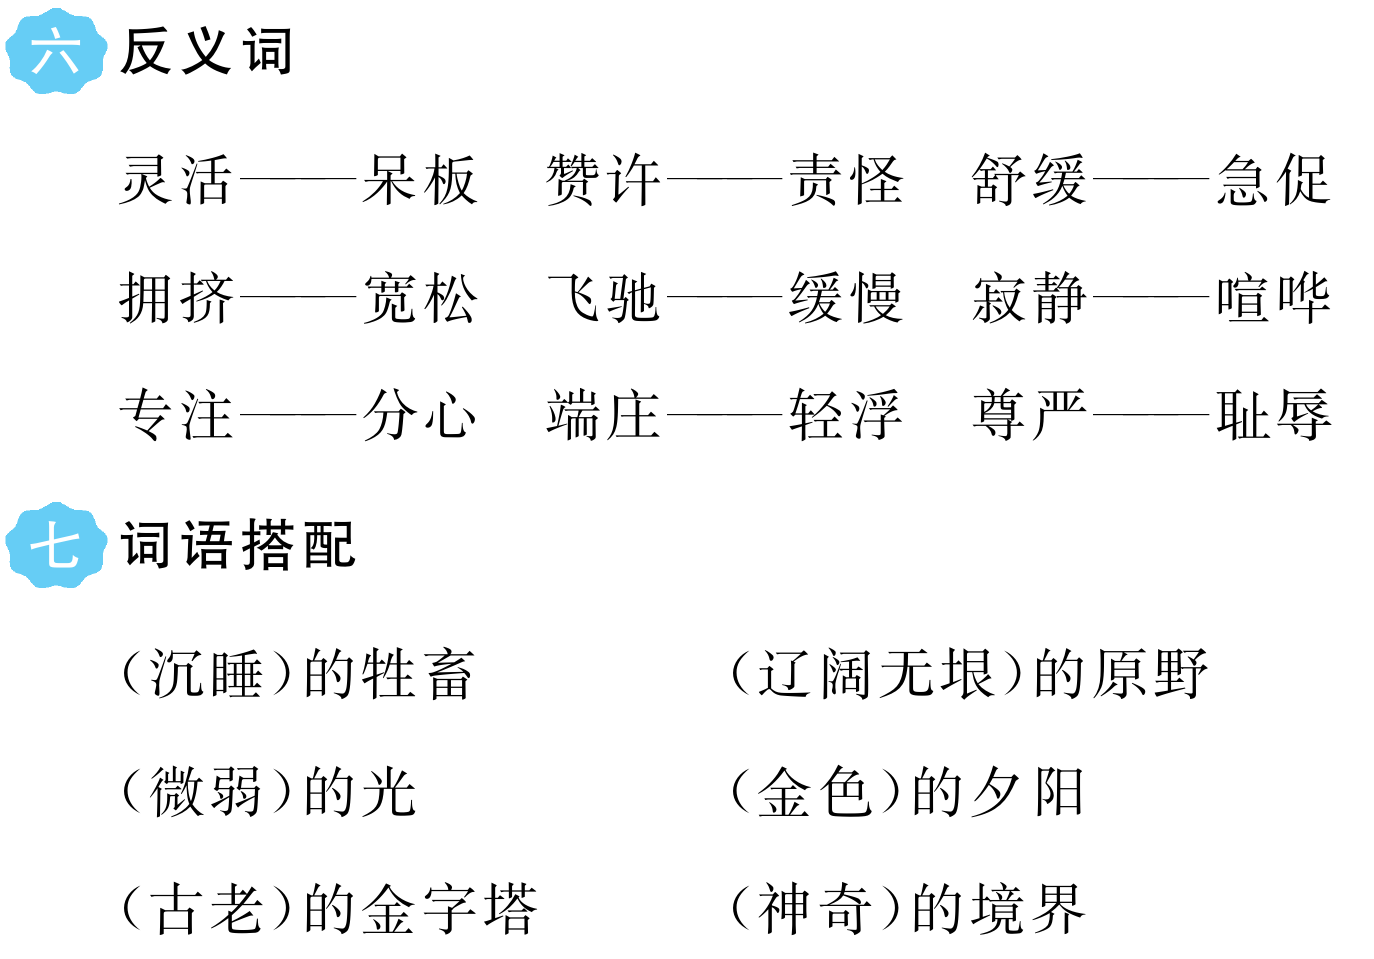 六 反义词
灵活——呆板 赞许——责怪 舒缓——急促
拥挤——宽松 飞驰——缓慢 寂静——喧哗
专注——分心 端庄——轻浮 尊严——耻辱
七 词语搭配
（沉睡）的牲畜 （辽阔无垠）的原野
（微弱）的光 （金色）的夕阳
（古老）的金字塔 （神奇）的境界